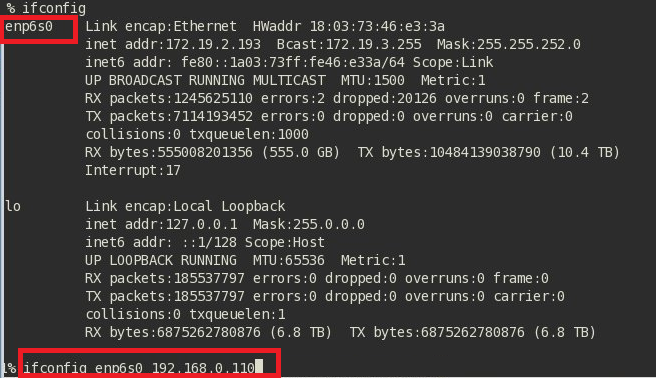 % ifconfig
enp6s0 Link encap:Ethernet HWaddr 18:03:73:46:e3:3a
inet addr:172.19.2.193 Bcast:172.19.3.255 Mask:255.255.252.0
inet6 addr: fe80::1a03:73ff:fe46:e33a/64 Scope:Link
UP BROADCAST RUNNING MULTICAST MTU:1500 Metric:1
RX packets:1245625110 errors:2 dropped:20126 overruns:0 frame:2
TX packets:7114193452 errors:0 dropped:0 overruns:0 carrier:0
collisions:0 txqueuelen:1000
RX bytes:555008201356 (555.0 GB) TX bytes:10484139038790 (10.4 TB)
Interrupt:17
lo Link encap:Local Loopback
inet addr:127.0.0.1 Mask:255.0.0.0
inet6 addr: ::1/128 Scope:Host
UP LOOPBACK RUNNING MTU:65536 Metric:1
RX packets:185537797 errors:0 dropped:0 overruns:0 frame:0
TX packets:185537797 errors:0 dropped:0 overruns:0 carrier:0
collisions:0 txqueuelen:1
RX bytes:6875262780876 (6.8 TB) TX bytes:6875262780876 (6.8 TB)
1% ifconfig enp6s0 192.168.0.110